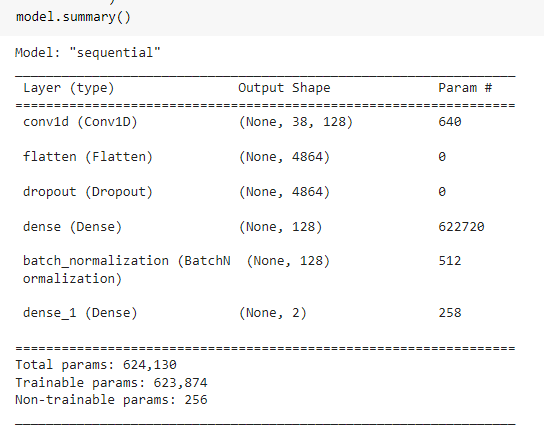 model.summary()
Model: "sequential"
_________________________________________________________________
Layer (type) Output Shape Param #
=================================================================
conv1d (Conv1D) (None, 38, 128) 640
flatten (Flatten) (None, 4864) 0
dropout (Dropout) (None, 4864) 0
dense (Dense) (None, 128) 622720
batch_normalization (BatchN (None, 128) 512
ormalization)
dense_1 (Dense) (None, 2) 258
=================================================================
Total params: 624,130
Trainable params: 623,874
Non-trainable params: 256
_________________________________________________________________